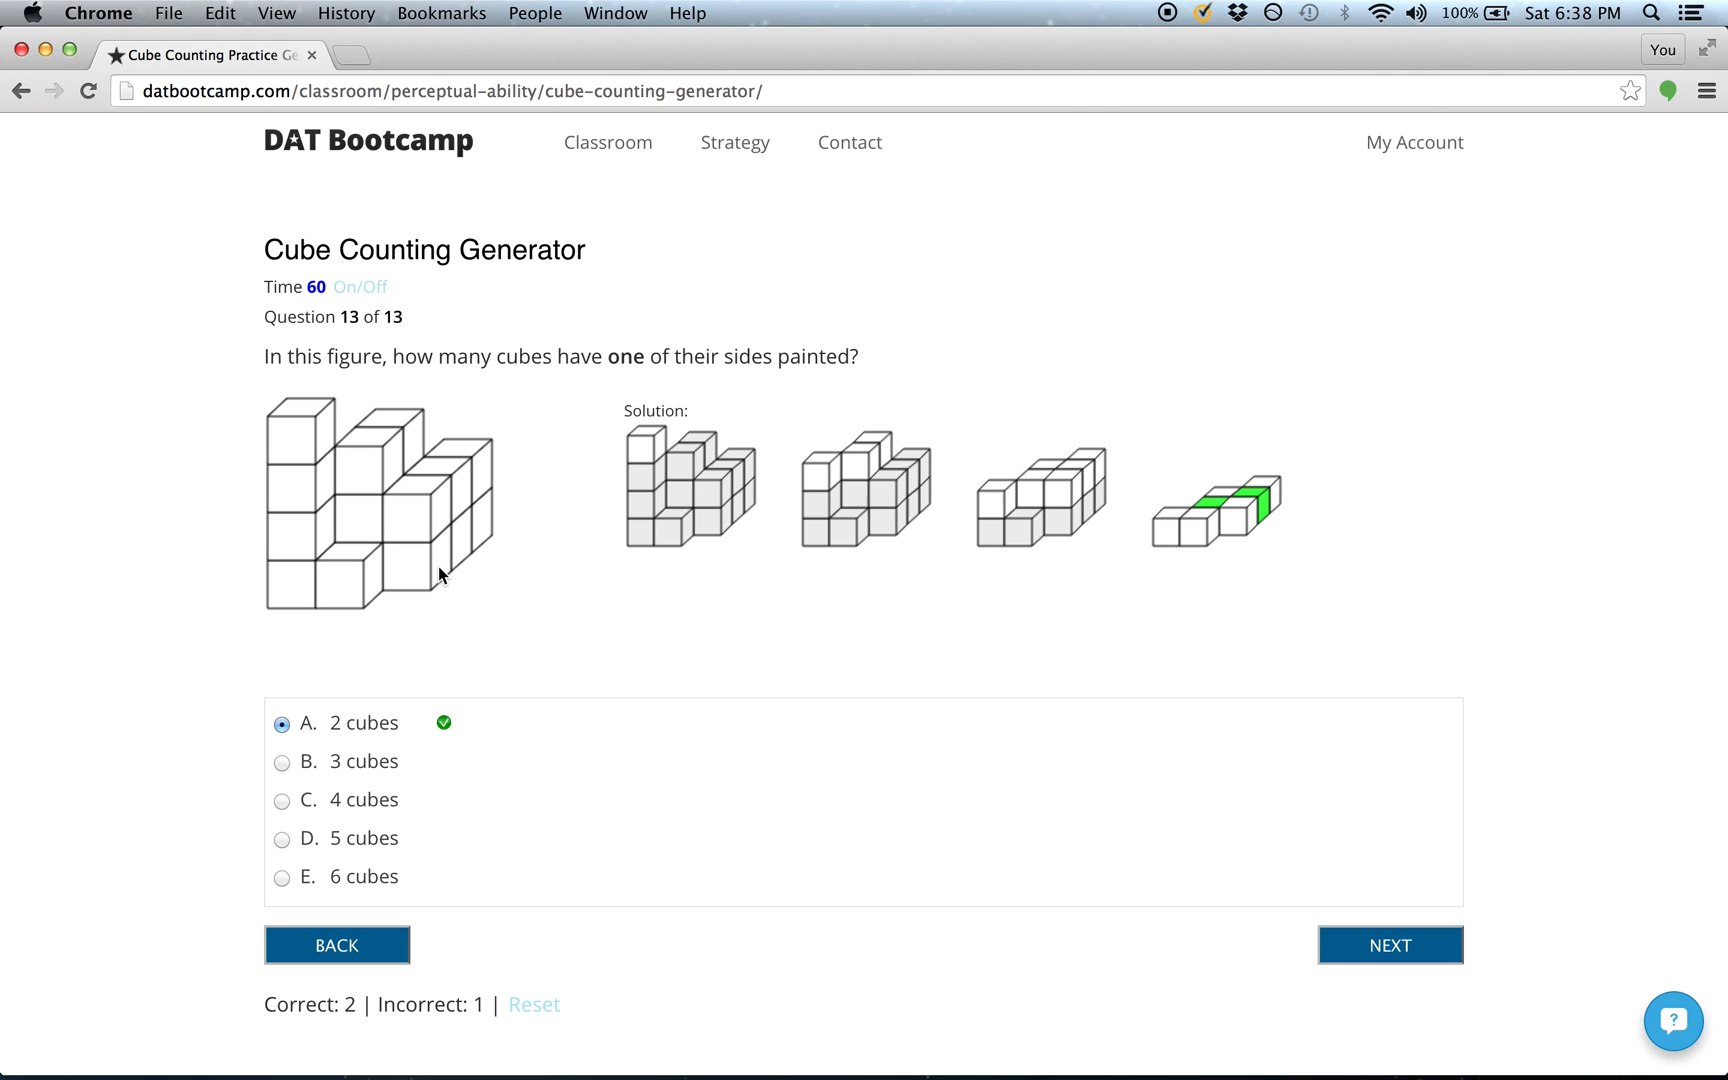 Chrome File Edit View History Bookmarks People Window Help 100% Sat 6:38 PM
Cube Counting Practice Ge
You
datbootcamp.com/classroom/perceptual-ability/cube-counting-generator/
DAT Bootcamp Classroom Strategy Contact My Account
Cube Counting Generator
Time 60 On/Off
Question 13 of 13
In this figure, how many cubes have one of their sides painted?
Solution:
A. 2 cubes
B. 3 cubes
C. 4 cubes
D. 5 cubes
E. 6 cubes
BACK NEXT
Correct: 2 | Incorrect: 1 | Reset
?